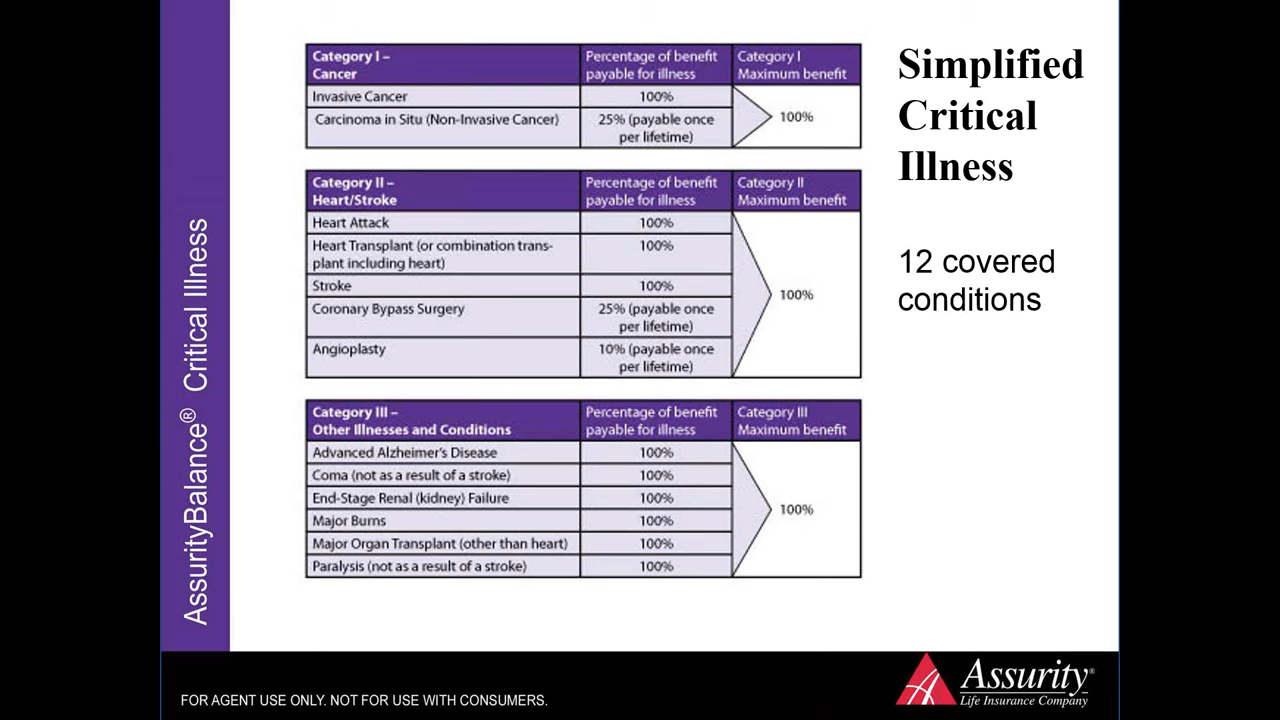 AssurityBalance® Critical Illness
Category I –
Cancer
Percentage of benefit
payable for illness
Category I
Maximum benefit
Invasive Cancer
100%
Carcinoma in Situ (Non-Invasive Cancer)
25% (payable once
per lifetime)
100%
Category II –
Heart/Stroke
Percentage of benefit
payable for illness
Category II
Maximum benefit
Heart Attack
100%
Heart Transplant (or combination trans-
plant including heart)
100%
Stroke
100%
Coronary Bypass Surgery
25% (payable once
per lifetime)
Angioplasty
10% (payable once
per lifetime)
100%
Category III –
Other Illnesses and Conditions
Percentage of benefit
payable for illness
Category III
Maximum benefit
Advanced Alzheimer's Disease
100%
Coma (not as a result of a stroke)
100%
End-Stage Renal (kidney) Failure
100%
Major Burns
100%
Major Organ Transplant (other than heart)
100%
Paralysis (not as a result of a stroke)
100%
100%
Simplified
Critical
Illness
12 covered
conditions
FOR AGENT USE ONLY. NOT FOR USE WITH CONSUMERS.
Assurity®
Life Insurance Company